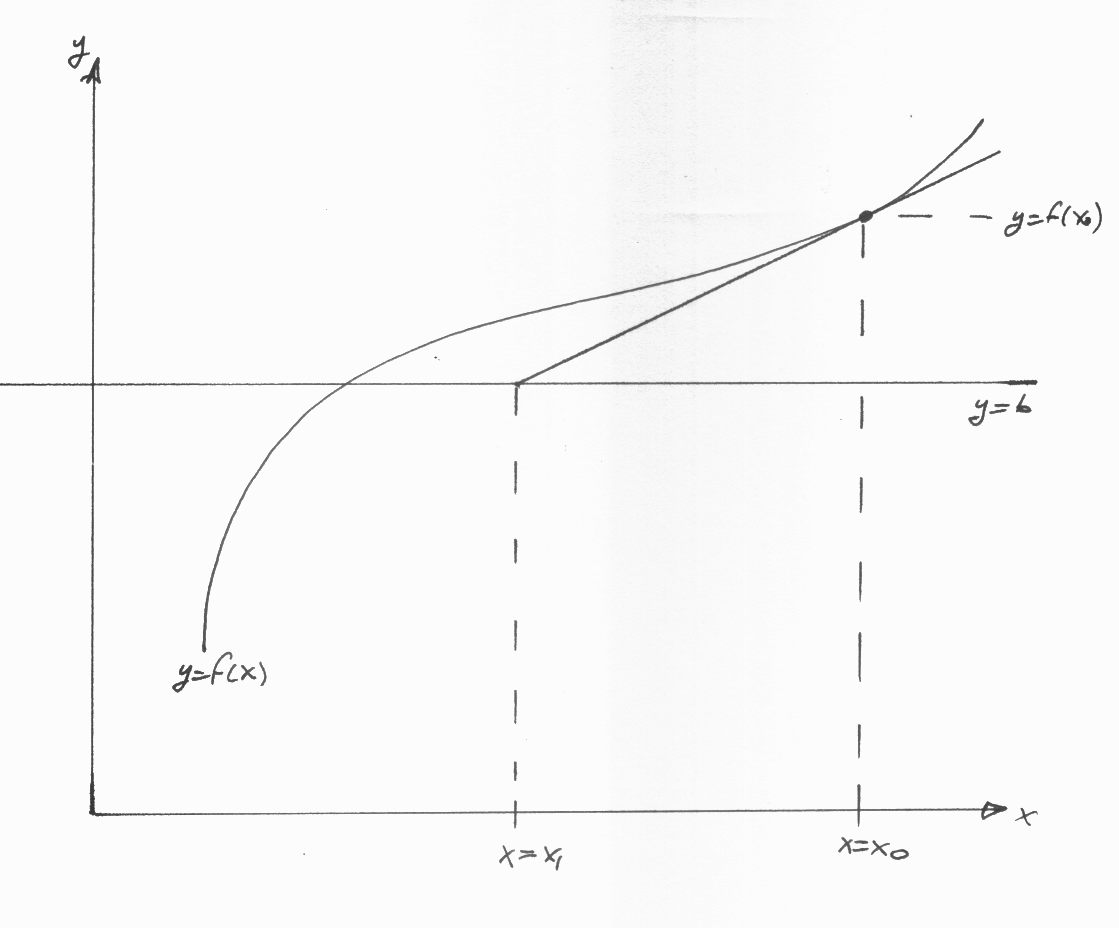 y
y=f(x₀)
y=b
y=f(x)
x
x=x₁
x=x₀